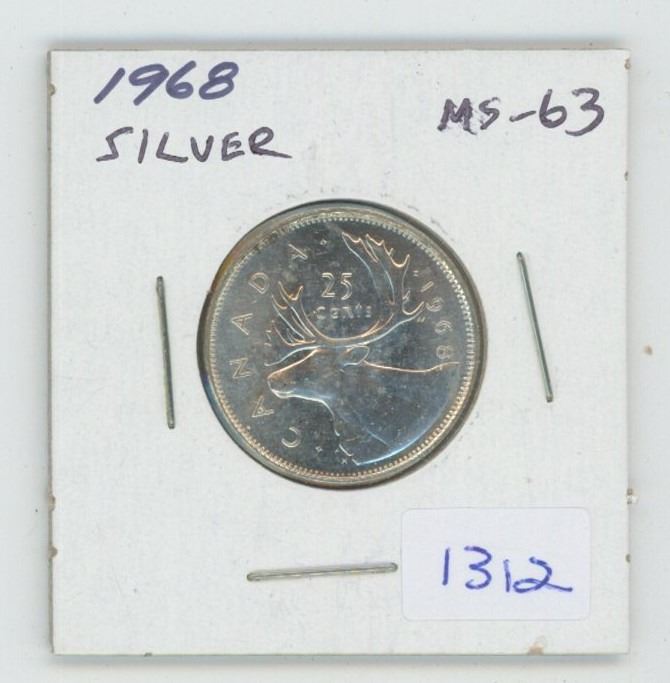 1968
SILVER
MS-63
CANADA
25
CENTS
1968
1312